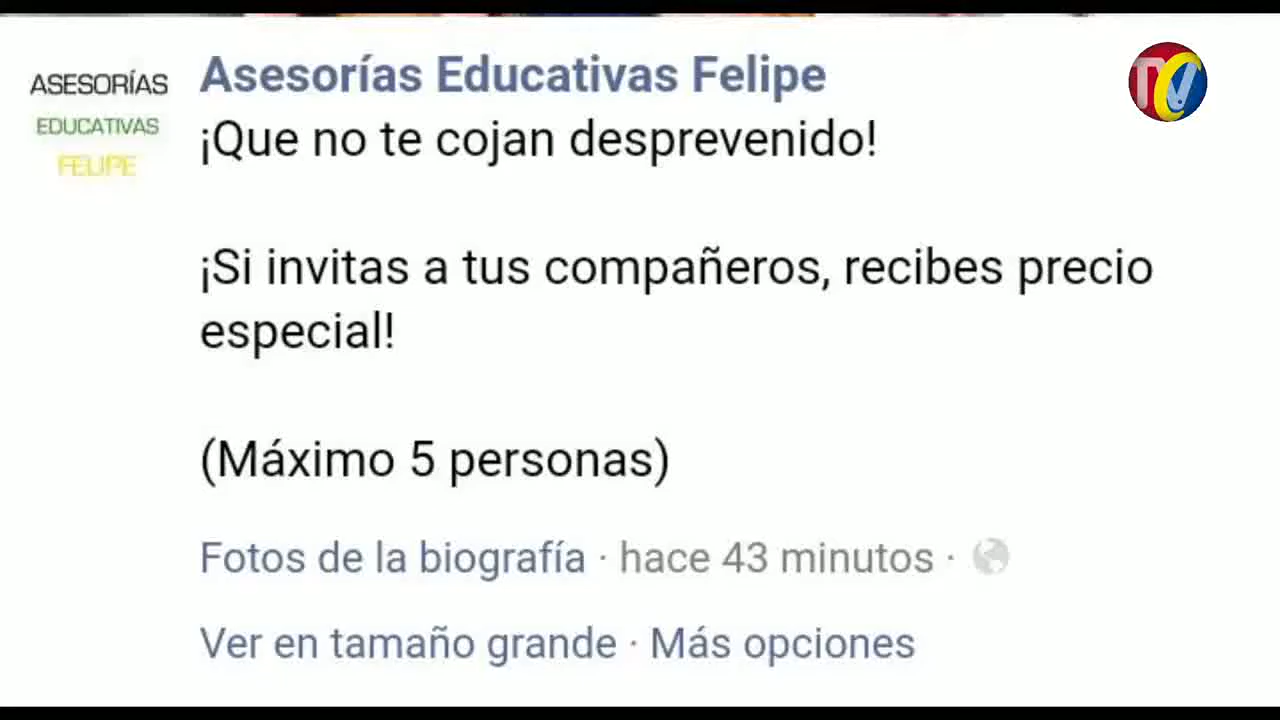 ASESORÍAS
EDUCATIVAS
FELIPE
Asesorías Educativas Felipe
¡Que no te cojan desprevenido!
¡Si invitas a tus compañeros, recibes precio
especial!
(Máximo 5 personas)
Fotos de la biografía · hace 43 minutos ·
Ver en tamaño grande · Más opciones
TVC